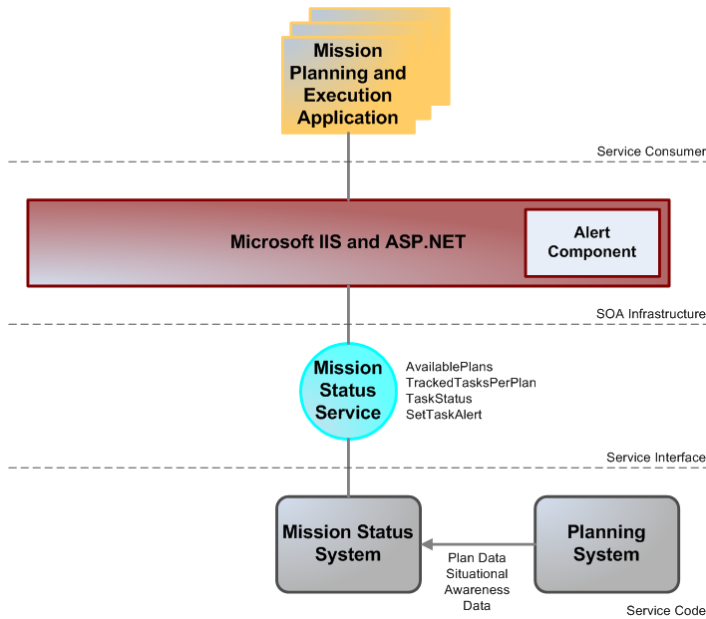 Mission
Planning and
Execution
Application
Service Consumer
Microsoft IIS and ASP.NET
Alert
Component
SOA Infrastructure
Mission
Status
Service
AvailablePlans
TrackedTasksPerPlan
TaskStatus
SetTaskAlert
Service Interface
Mission Status
System
Planning
System
Plan Data
Situational
Awareness
Data
Service Code